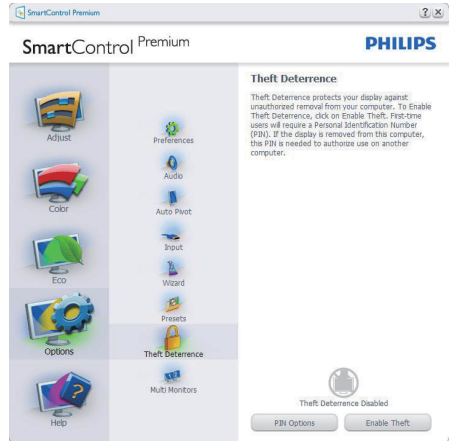 SmartControl Premium
SmartControl Premium
PHILIPS
Adjust
Color
Eco
Options
Help
Preferences
Audio
Auto Pivot
Input
Wizard
Presets
Theft Deterrence
Multi Monitors
Theft Deterrence
Theft Deterrence protects your display against
unauthorized removal from your computer. To Enable
Theft Deterrence, click on Enable Theft. First-time
users will require a Personal Identification Number
(PIN). If the display is removed from this computer,
this PIN is needed to authorize use on another
computer.
Theft Deterrence Disabled
PIN Options
Enable Theft